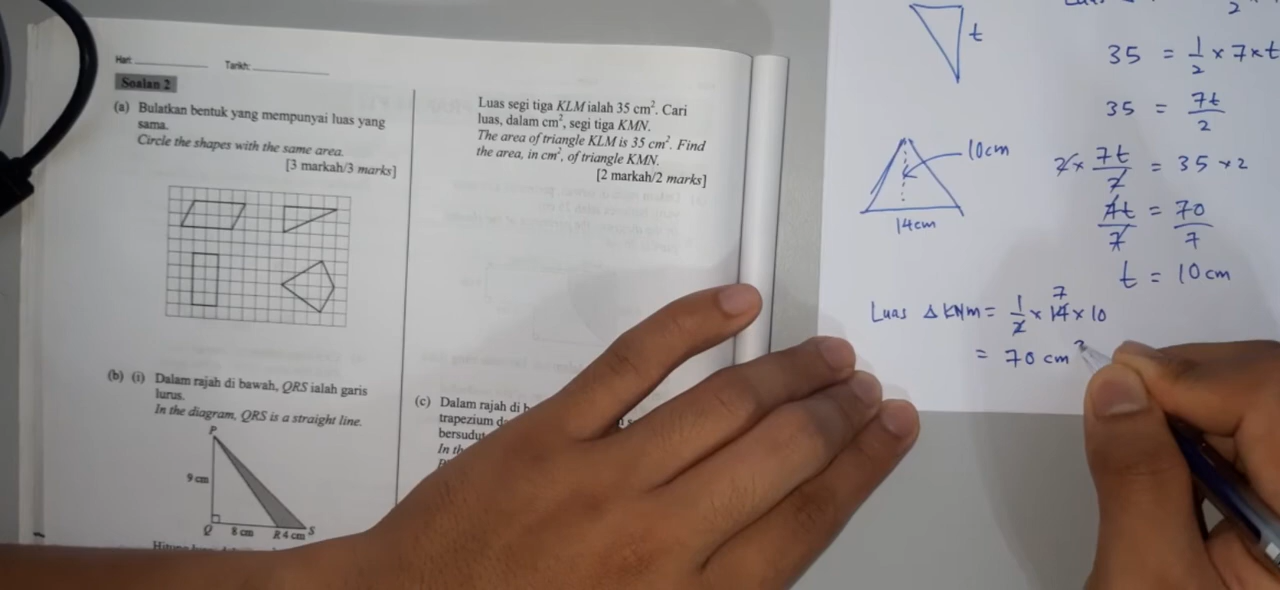 Hari: Tarikh:
Soalan 2
(a) Bulatkan bentuk yang mempunyai luas yang
sama.
Circle the shapes with the same area.
[3 markah/3 marks]
(b) (i) Dalam rajah di bawah, QRS ialah garis
lurus.
In the diagram, QRS is a straight line.
P
9 cm
Q 8 cm R 4 cm S
Luas segi tiga KLM ialah 35 cm². Cari
luas, dalam cm², segi tiga KMN.
The area of triangle KLM is 35 cm². Find
the area, in cm², of triangle KMN.
[2 markah/2 marks]
(c) Dalam rajah di
trapezium
In
t
2
35 = 1/2 × 7 × t
35 = 7t/2
10cm
14cm
2 × 7t/2 = 35 × 2
7t/7 = 70/7
t = 10 cm
7
Luas Δ KNM = 1/2 × 14 × 10
= 70 cm²